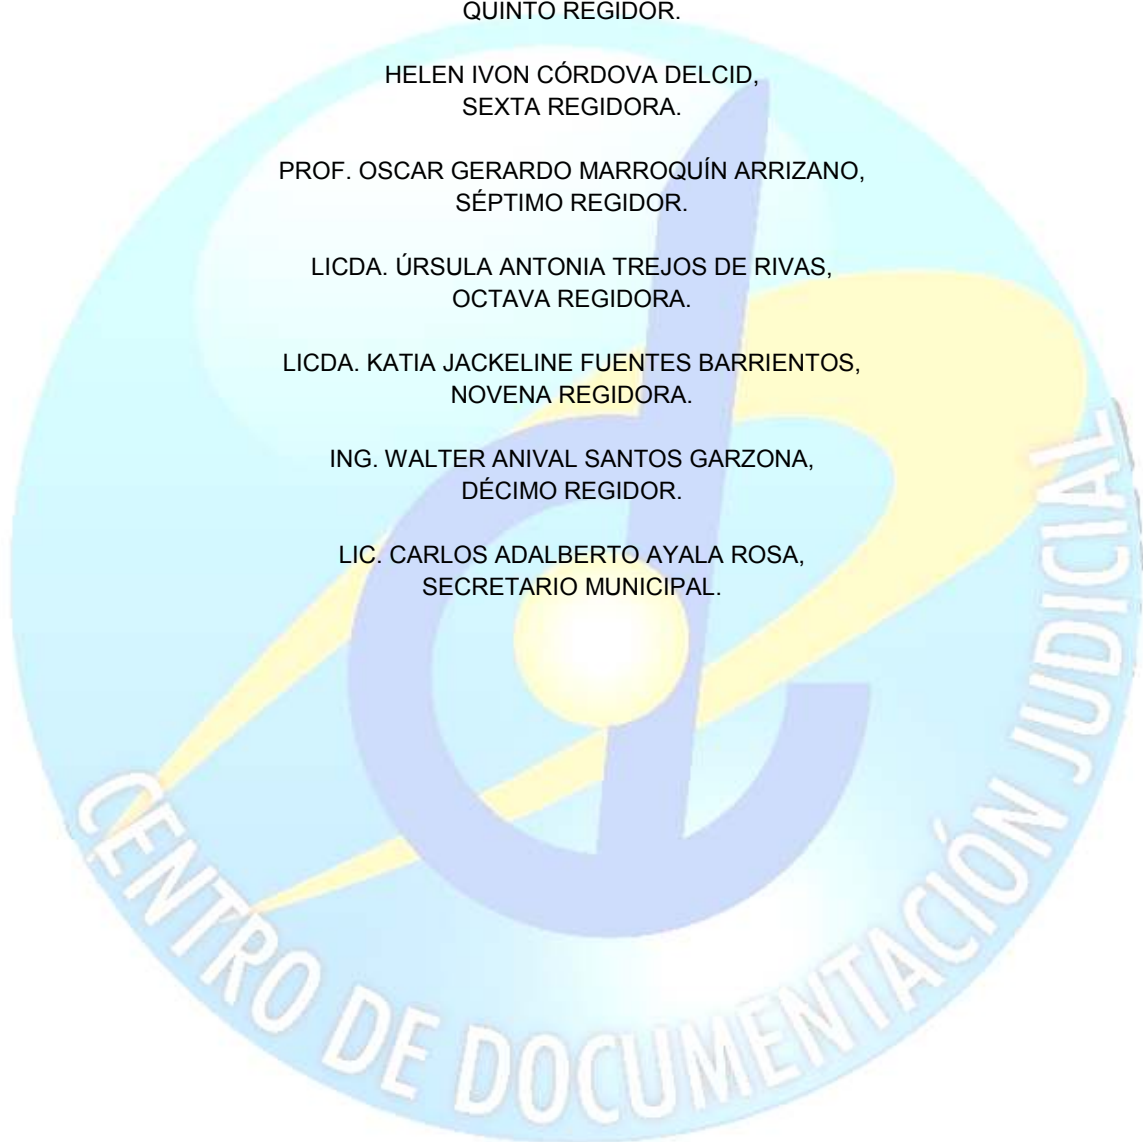 QUINTO REGIDOR.
HELEN IVON CÓRDOVA DELCID,
SEXTA REGIDORA.
PROF. OSCAR GERARDO MARROQUÍN ARRIZANO,
SÉPTIMO REGIDOR.
LICDA. ÚRSULA ANTONIA TREJOS DE RIVAS,
OCTAVA REGIDORA.
LICDA. KATIA JACKELINE FUENTES BARRIENTOS,
NOVENA REGIDORA.
ING. WALTER ANIVAL SANTOS GARZONA,
DÉCIMO REGIDOR.
LIC. CARLOS ADALBERTO AYALA ROSA,
SECRETARIO MUNICIPAL.
CENTRO DE DOCUMENTACIÓN JUDICIAL